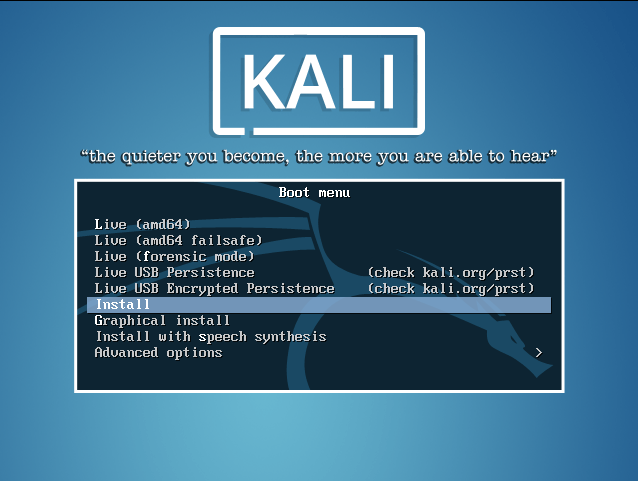 KALI
“the quieter you become, the more you are able to hear”
Boot menu
Live (amd64)
Live (amd64 failsafe)
Live (forensic mode)
Live USB Persistence (check kali.org/prst)
Live USB Encrypted Persistence (check kali.org/prst)
Install
Graphical install
Install with speech synthesis
Advanced options >